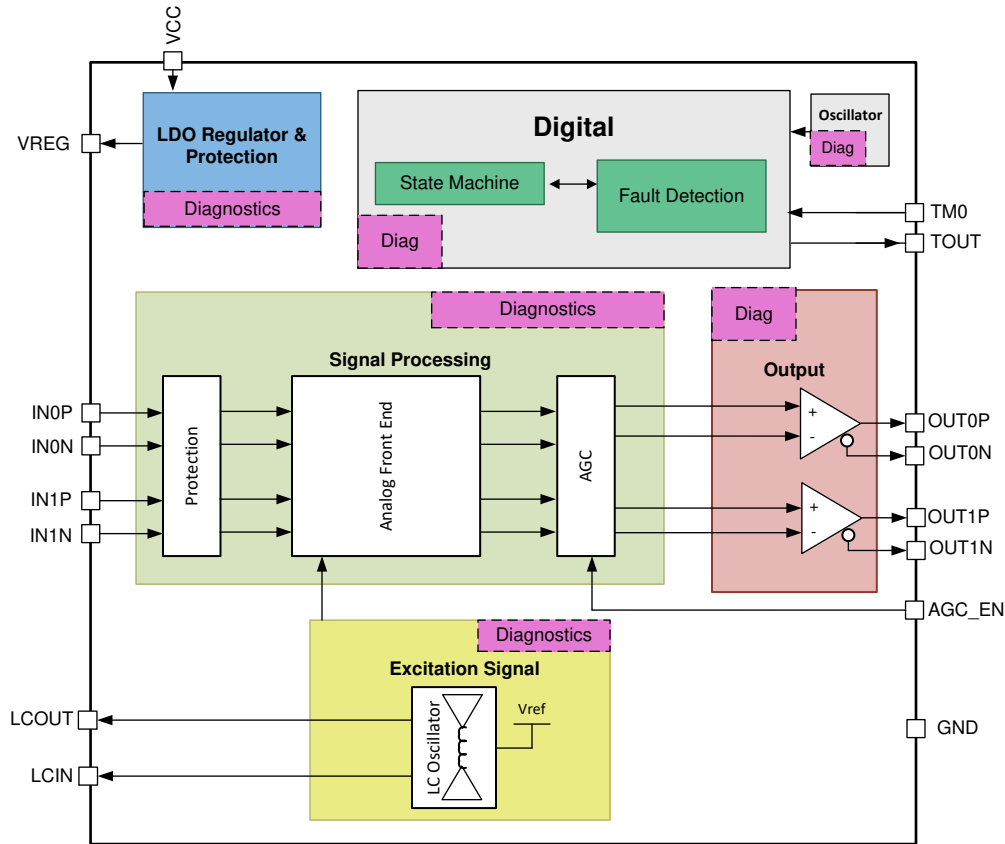 VCC
VREG
LDO Regulator &
Protection
Diagnostics
Digital
State Machine
Fault Detection
Diag
Oscillator
Diag
TM0
TOUT
Diagnostics
Signal Processing
Diag
Output
IN0P
IN0N
IN1P
IN1N
Protection
Analog Front End
AGC
+
-
+
-
OUT0P
OUT0N
OUT1P
OUT1N
AGC_EN
Diagnostics
Excitation Signal
LC Oscillator
Vref
LCOUT
LCIN
GND